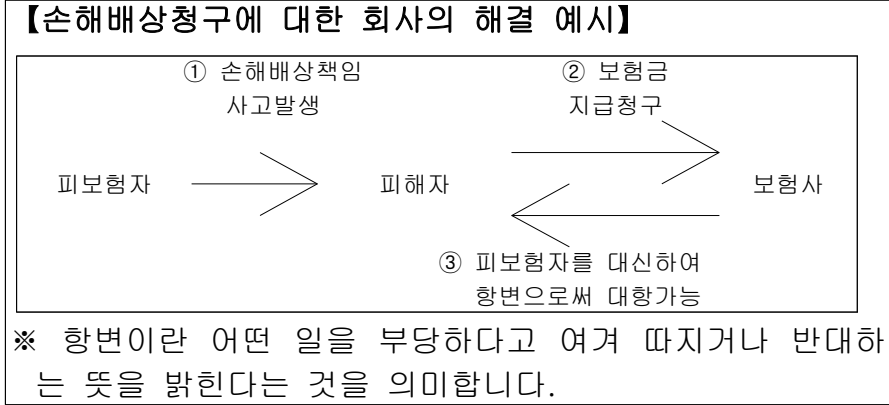 【손해배상청구에 대한 회사의 해결 예시】
① 손해배상책임
사고발생
② 보험금
지급청구
피보험자
피해자
보험사
③ 피보험자를 대신하여
항변으로써 대항가능
※ 항변이란 어떤 일을 부당하다고 여겨 따지거나 반대하
는 뜻을 밝힌다는 것을 의미합니다.